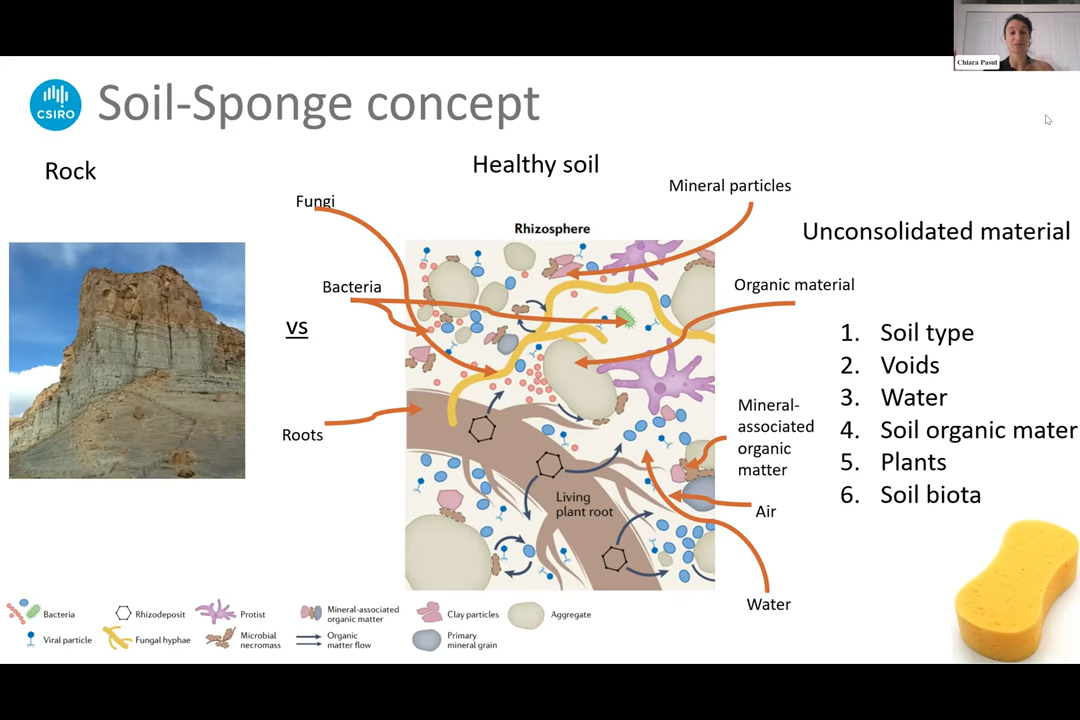 Chiara Pasut
CSIRO
Soil-Sponge concept
Rock
Healthy soil
Fungi
Mineral particles
Rhizosphere
Unconsolidated material
Bacteria
Organic material
vs
1. Soil type
2. Voids
3. Water
4. Soil organic mater
5. Plants
6. Soil biota
Mineral-
associated
organic
matter
Roots
Living
plant root
Air
Water
Bacteria
Rhizodeposit
Protist
Mineral-associated
organic matter
Clay particles
Aggregate
Viral particle
Fungal hyphae
Microbial
necromass
Organic
matter flow
Primary
mineral grain